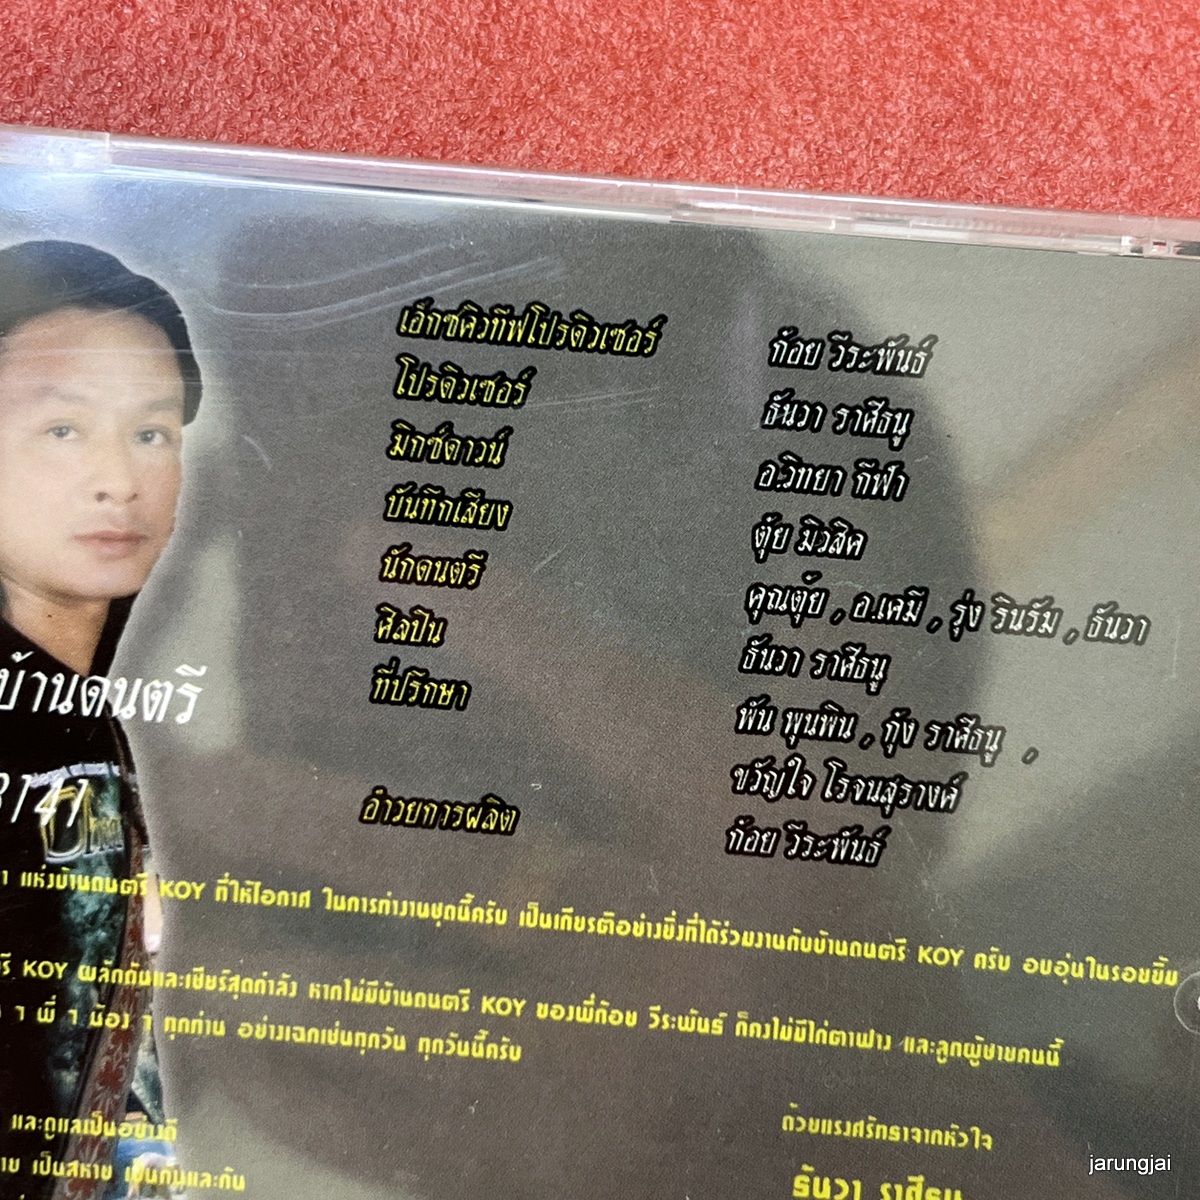 เอ็กซคิวทีฟโปรดิวเซอร์ ก้อย วีระพันธ์
โปรดิวเซอร์ ธันวา ราศีธนู
มิกซ์ดาวน์ อ.วิทยา กีฬา
บันทึกเสียง ตุ้ย มิวสิค
นักดนตรี คุณตุ้ย , อ.เคมี , รุ่ง รินรัม , ธันวา
ศิลปิน ธันวา ราศีธนู
ที่ปรึกษา พัน พุนพิน , กุ้ง ราศีธนู ,
ขวัญใจ โรจนสุรางค์
อำวยการผลิต ก้อย วีระพันธ์
บ้านดนตรี
3141
า แห่งบ้านดนตรี KOY ที่ให้โอกาศ ในการทำงานชุดนี้ครับ เป็นเกียรติอย่างยิ่งที่ได้ร่วมงานกับบ้านดนตรี KOY ครับ อบอุ่นในรอยยิ้ม
รี KOY ผลักดันและเชียร์สุดกำลัง หากไม่มีบ้านดนตรี KOY ของพี่ก้อย วีระพันธ์ ก็คงไม่มีไก่ตาฟาง และลูกผู้ชายคนนี้
ๆ พี่ ๆ น้อง ๆ ทุกท่าน อย่างเฉกเช่นทุกวัน ทุกวันนี้ครับ
และดูแลเป็นอย่างดี
เป็นสหาย เป็นกันและกัน
ด้วยแรงศรัทธาจากหัวใจ
ธันวา ราศีธนู
jarungjai